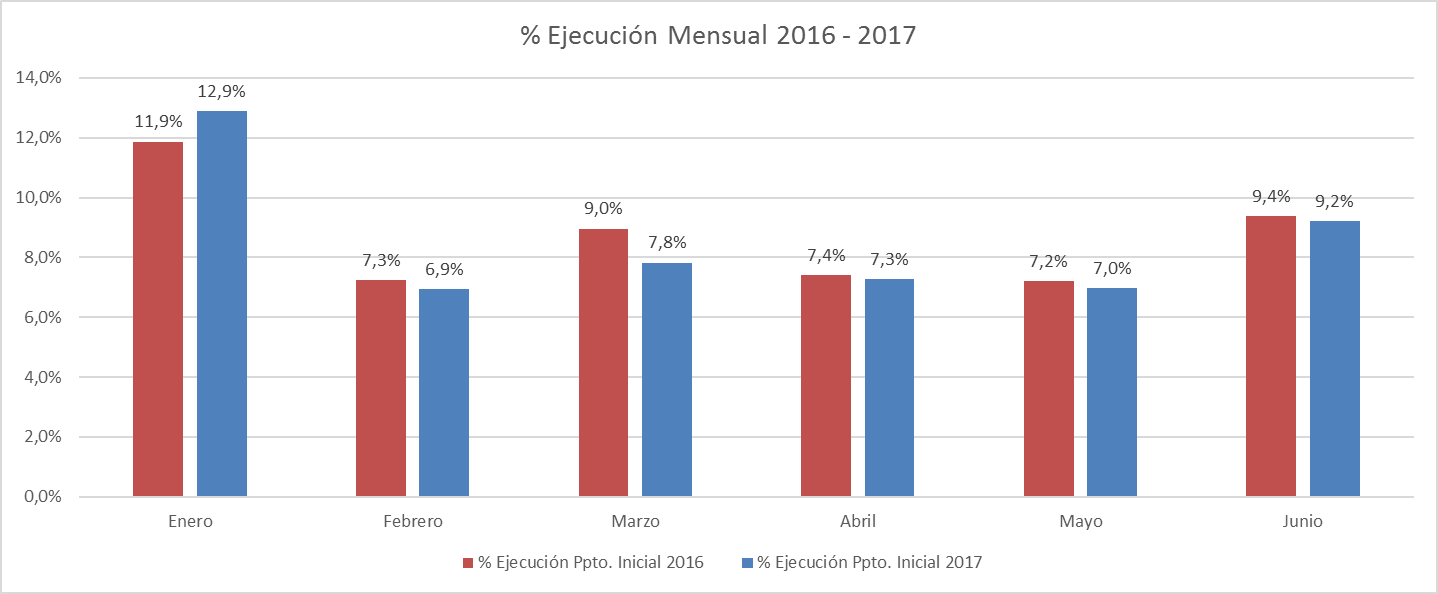 % Ejecución Mensual 2016 - 2017
14,0%
12,0%
10,0%
8,0%
6,0%
4,0%
2,0%
0,0%
11,9%
12,9%
7,3%
6,9%
9,0%
7,8%
7,4%
7,3%
7,2%
7,0%
9,4%
9,2%
Enero
Febrero
Marzo
Abril
Mayo
Junio
% Ejecución Ppto. Inicial 2016
% Ejecución Ppto. Inicial 2017